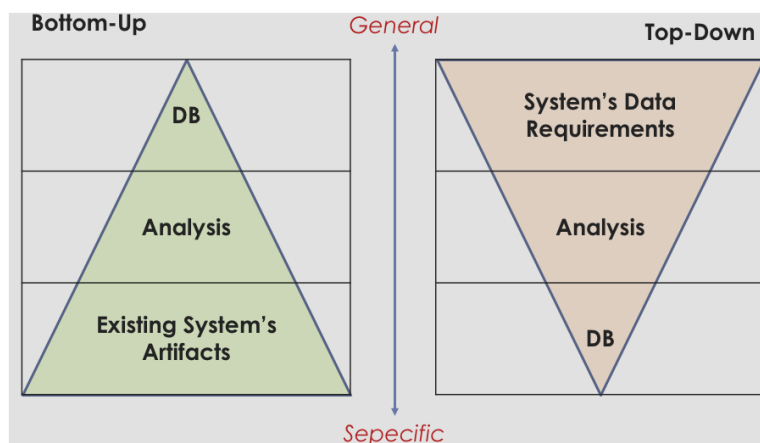 Bottom-Up
General
Top-Down
DB
Analysis
Existing System's
Artifacts
System's Data
Requirements
Analysis
DB
Sepecific